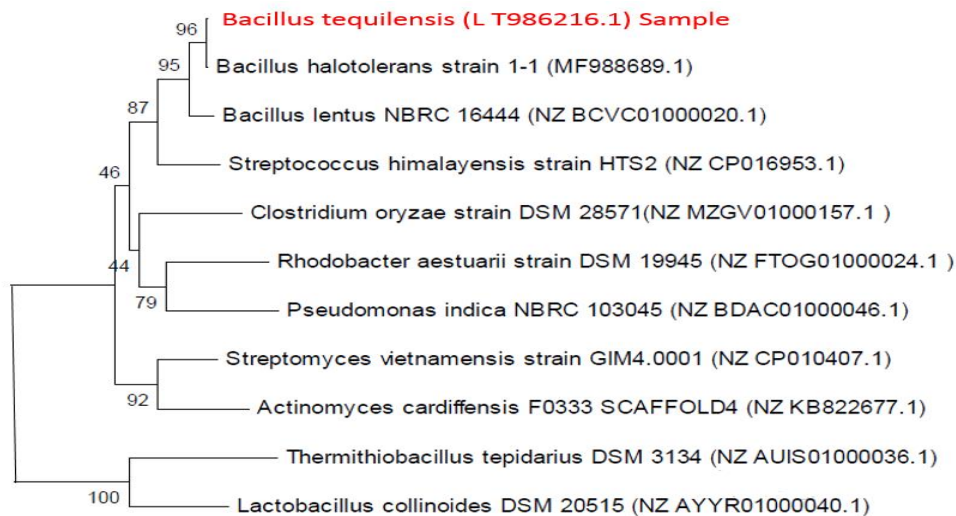 Bacillus tequilensis (L T986216.1) Sample
96
Bacillus halotolerans strain 1-1 (MF988689.1)
95
Bacillus lentus NBRC 16444 (NZ BCVC01000020.1)
87
Streptococcus himalayensis strain HTS2 (NZ CP016953.1)
46
Clostridium oryzae strain DSM 28571(NZ MZGV01000157.1 )
44
Rhodobacter aestuarii strain DSM 19945 (NZ FTOG01000024.1 )
79
Pseudomonas indica NBRC 103045 (NZ BDAC01000046.1)
Streptomyces vietnamensis strain GIM4.0001 (NZ CP010407.1)
92
Actinomyces cardiffensis F0333 SCAFFOLD4 (NZ KB822677.1)
Thermithiobacillus tepidarius DSM 3134 (NZ AUIS01000036.1)
100
Lactobacillus collinoides DSM 20515 (NZ AYYR01000040.1)